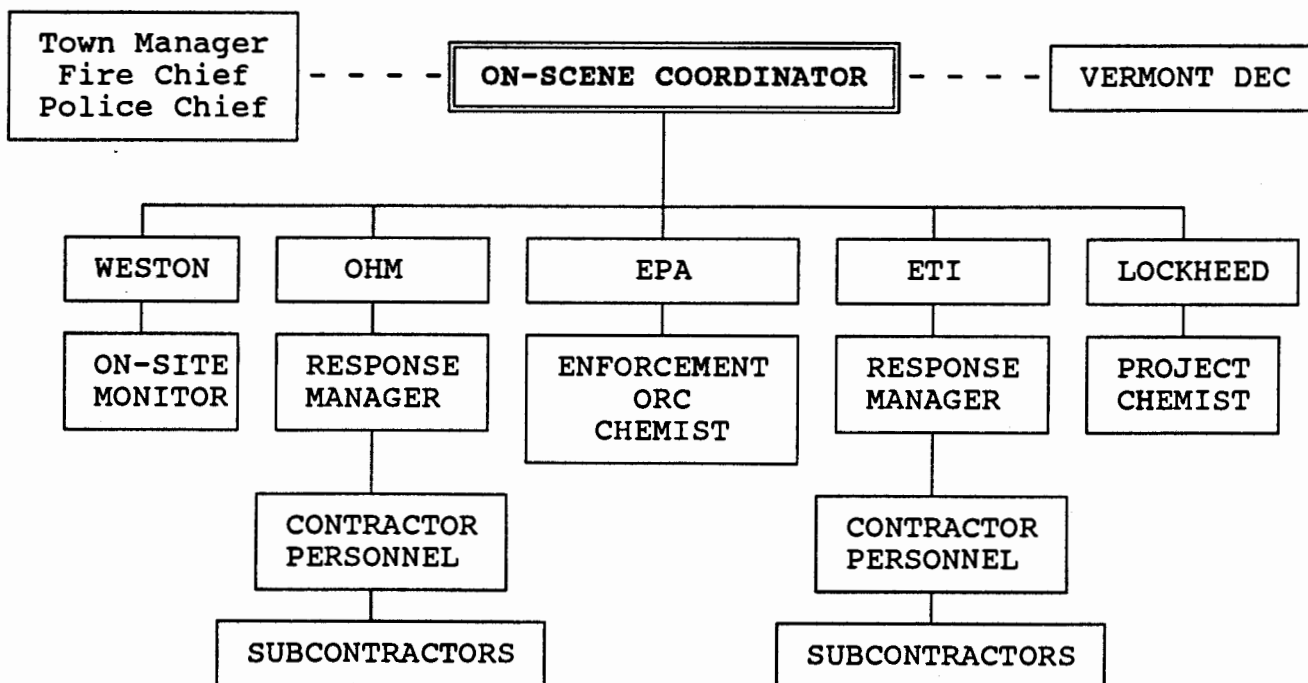 Town Manager
Fire Chief
Police Chief
ON-SCENE COORDINATOR
VERMONT DEC
WESTON
OHM
EPA
ETI
LOCKHEED
ON-SITE
MONITOR
RESPONSE
MANAGER
ENFORCEMENT
ORC
CHEMIST
RESPONSE
MANAGER
PROJECT
CHEMIST
CONTRACTOR
PERSONNEL
CONTRACTOR
PERSONNEL
SUBCONTRACTORS
SUBCONTRACTORS